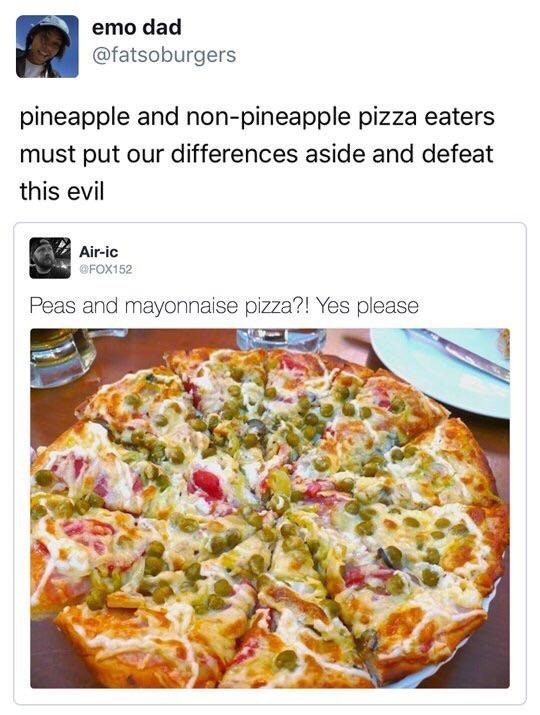 emo dad
@fatsoburgers
pineapple and non-pineapple pizza eaters
must put our differences aside and defeat
this evil
Air-ic
@FOX152
Peas and mayonnaise pizza?! Yes please